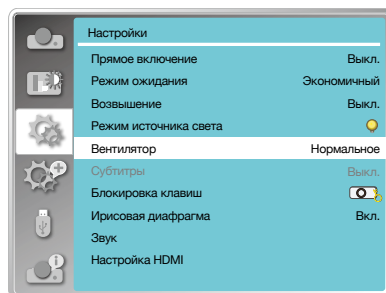 Настройки
Прямое включение Выкл.
Режим ожидания Экономичный
Возвышение Выкл.
Режим источника света
Вентилятор Нормальное
Субтитры Выкл.
Блокировка клавиш
Ирисовая диафрагма Вкл.
Звук
Настройка HDMI